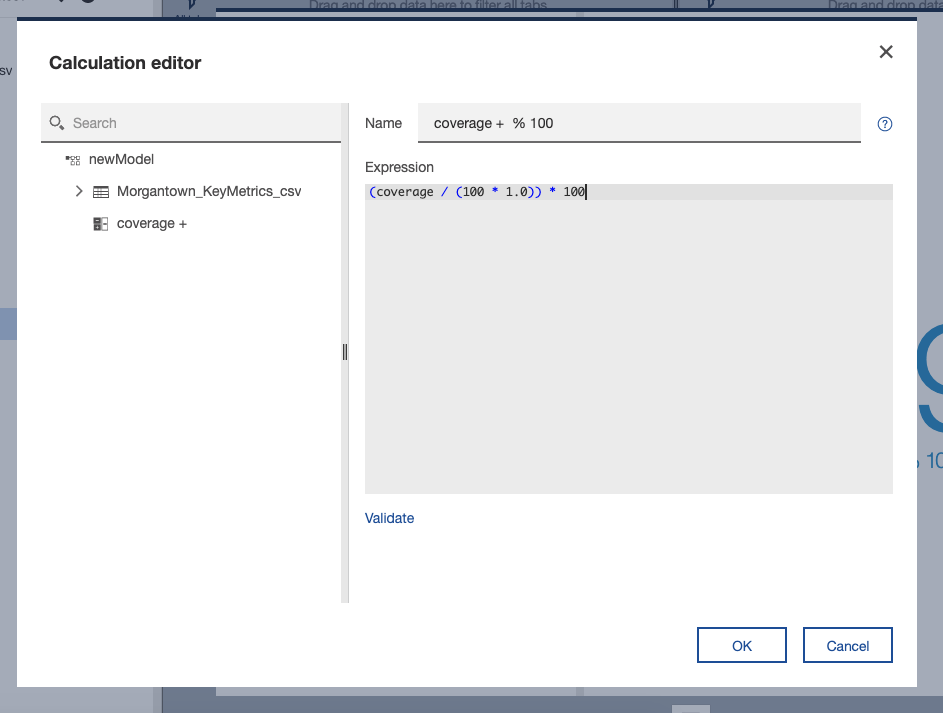 Drag and drop data here to filter all tabs
Drag and drop data
sv
Calculation editor
Search
Name
coverage +  % 100
newModel
Expression
Morgantown_KeyMetrics_csv
(coverage / (100 * 1.0)) * 100
coverage +
% 10
Validate
OK
Cancel